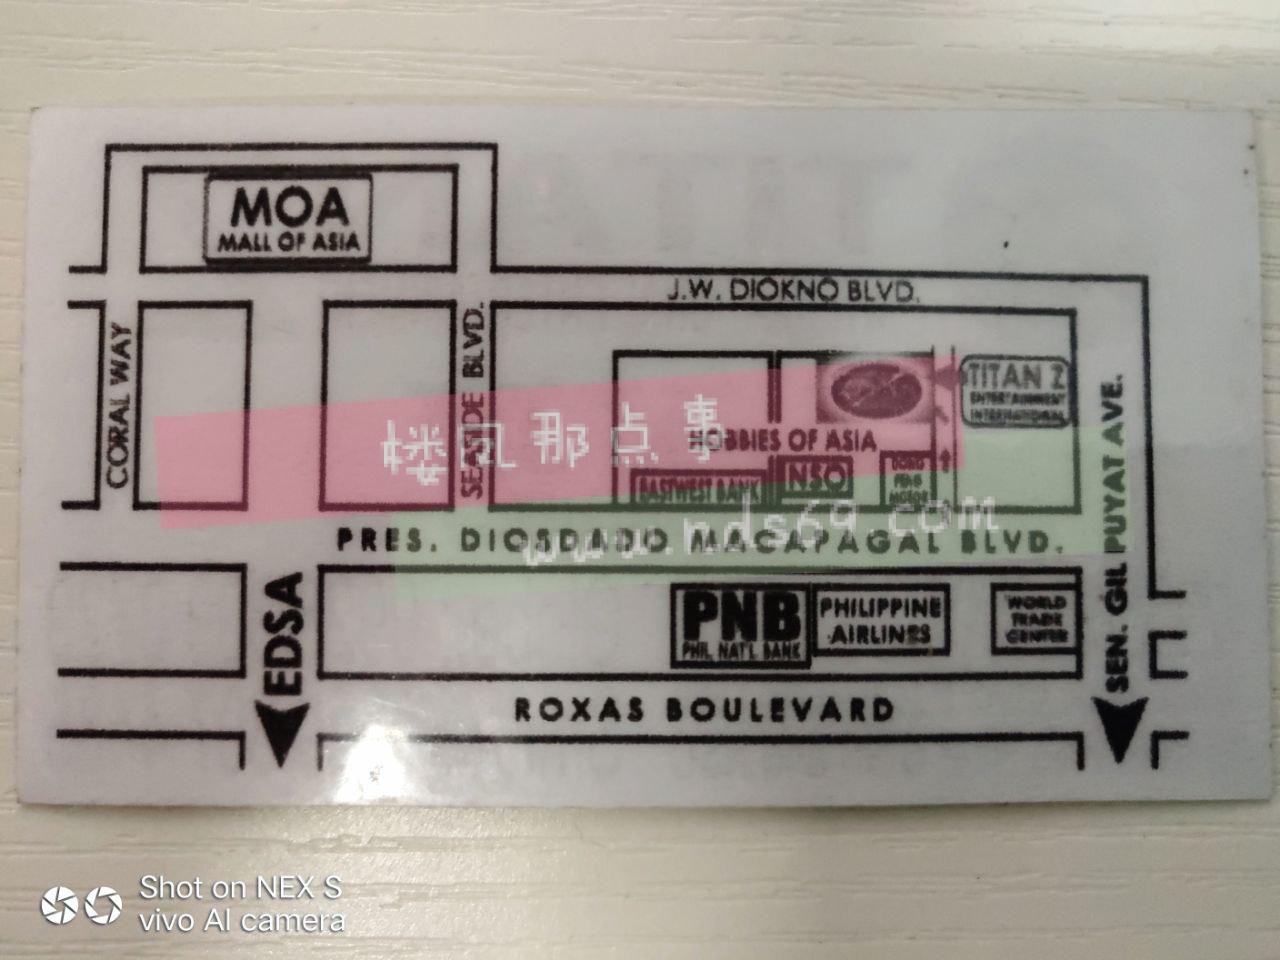 MOA
MALL OF ASIA
J.W. DIOKNO BLVD.
CORAL WAY
SEASIDE BLVD.
TITAN Z
ENTERTAINMENT
INTERNATIONAL
HOBBIES OF ASIA
EASTWEST BANK
NSO
MOTOR
楼凤那点事
www.nds69.com
PRES. DIOSDADO MACAPAGAL BLVD.
SEN. GIL PUYAT AVE.
EDSA
PNB
PHIL. NAT'L BANK
PHILIPPINE
AIRLINES
WORLD
TRADE
CENTER
ROXAS BOULEVARD
Shot on NEX S
vivo AI camera